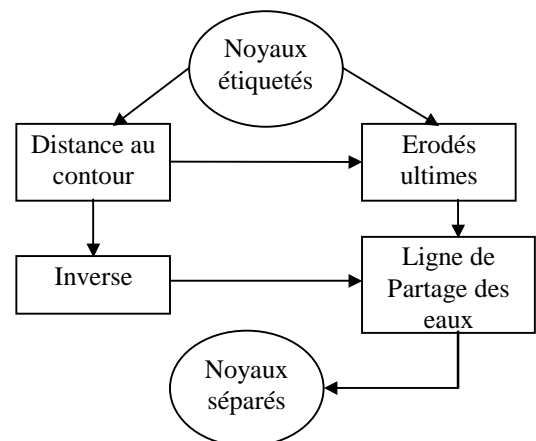 Noyaux
étiquetés
Distance au
contour
Erodés
ultimes
Inverse
Ligne de
Partage des
eaux
Noyaux
séparés